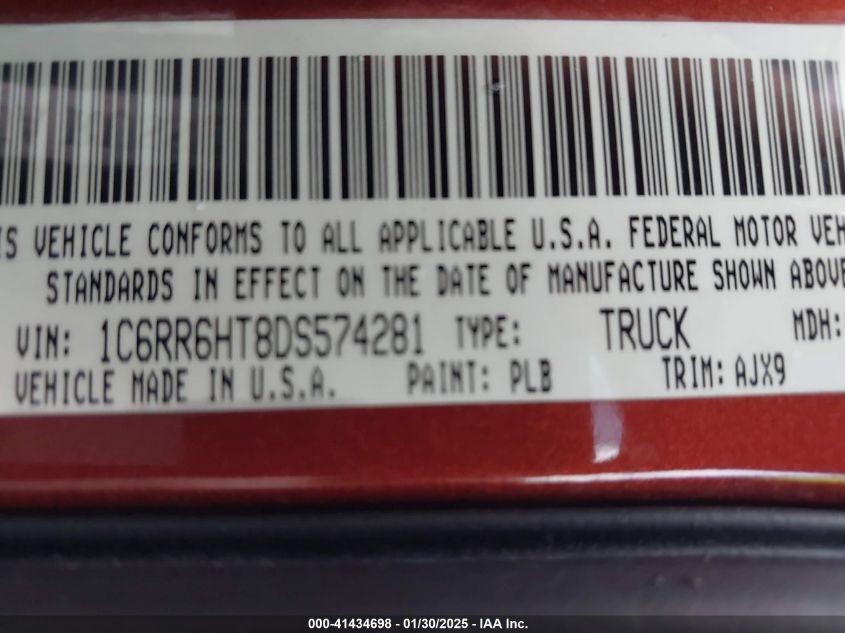 IS VEHICLE CONFORMS TO ALL APPLICABLE U.S.A. FEDERAL MOTOR VEH
STANDARDS IN EFFECT ON THE DATE OF MANUFACTURE SHOWN ABOVE
VIN: 1C6RR6HT8DS574281 TYPE: TRUCK MDH:
VEHICLE MADE IN U.S.A. PAINT: PLB TRIM: AJX9
000-41434698 - 01/30/2025 - IAA Inc.